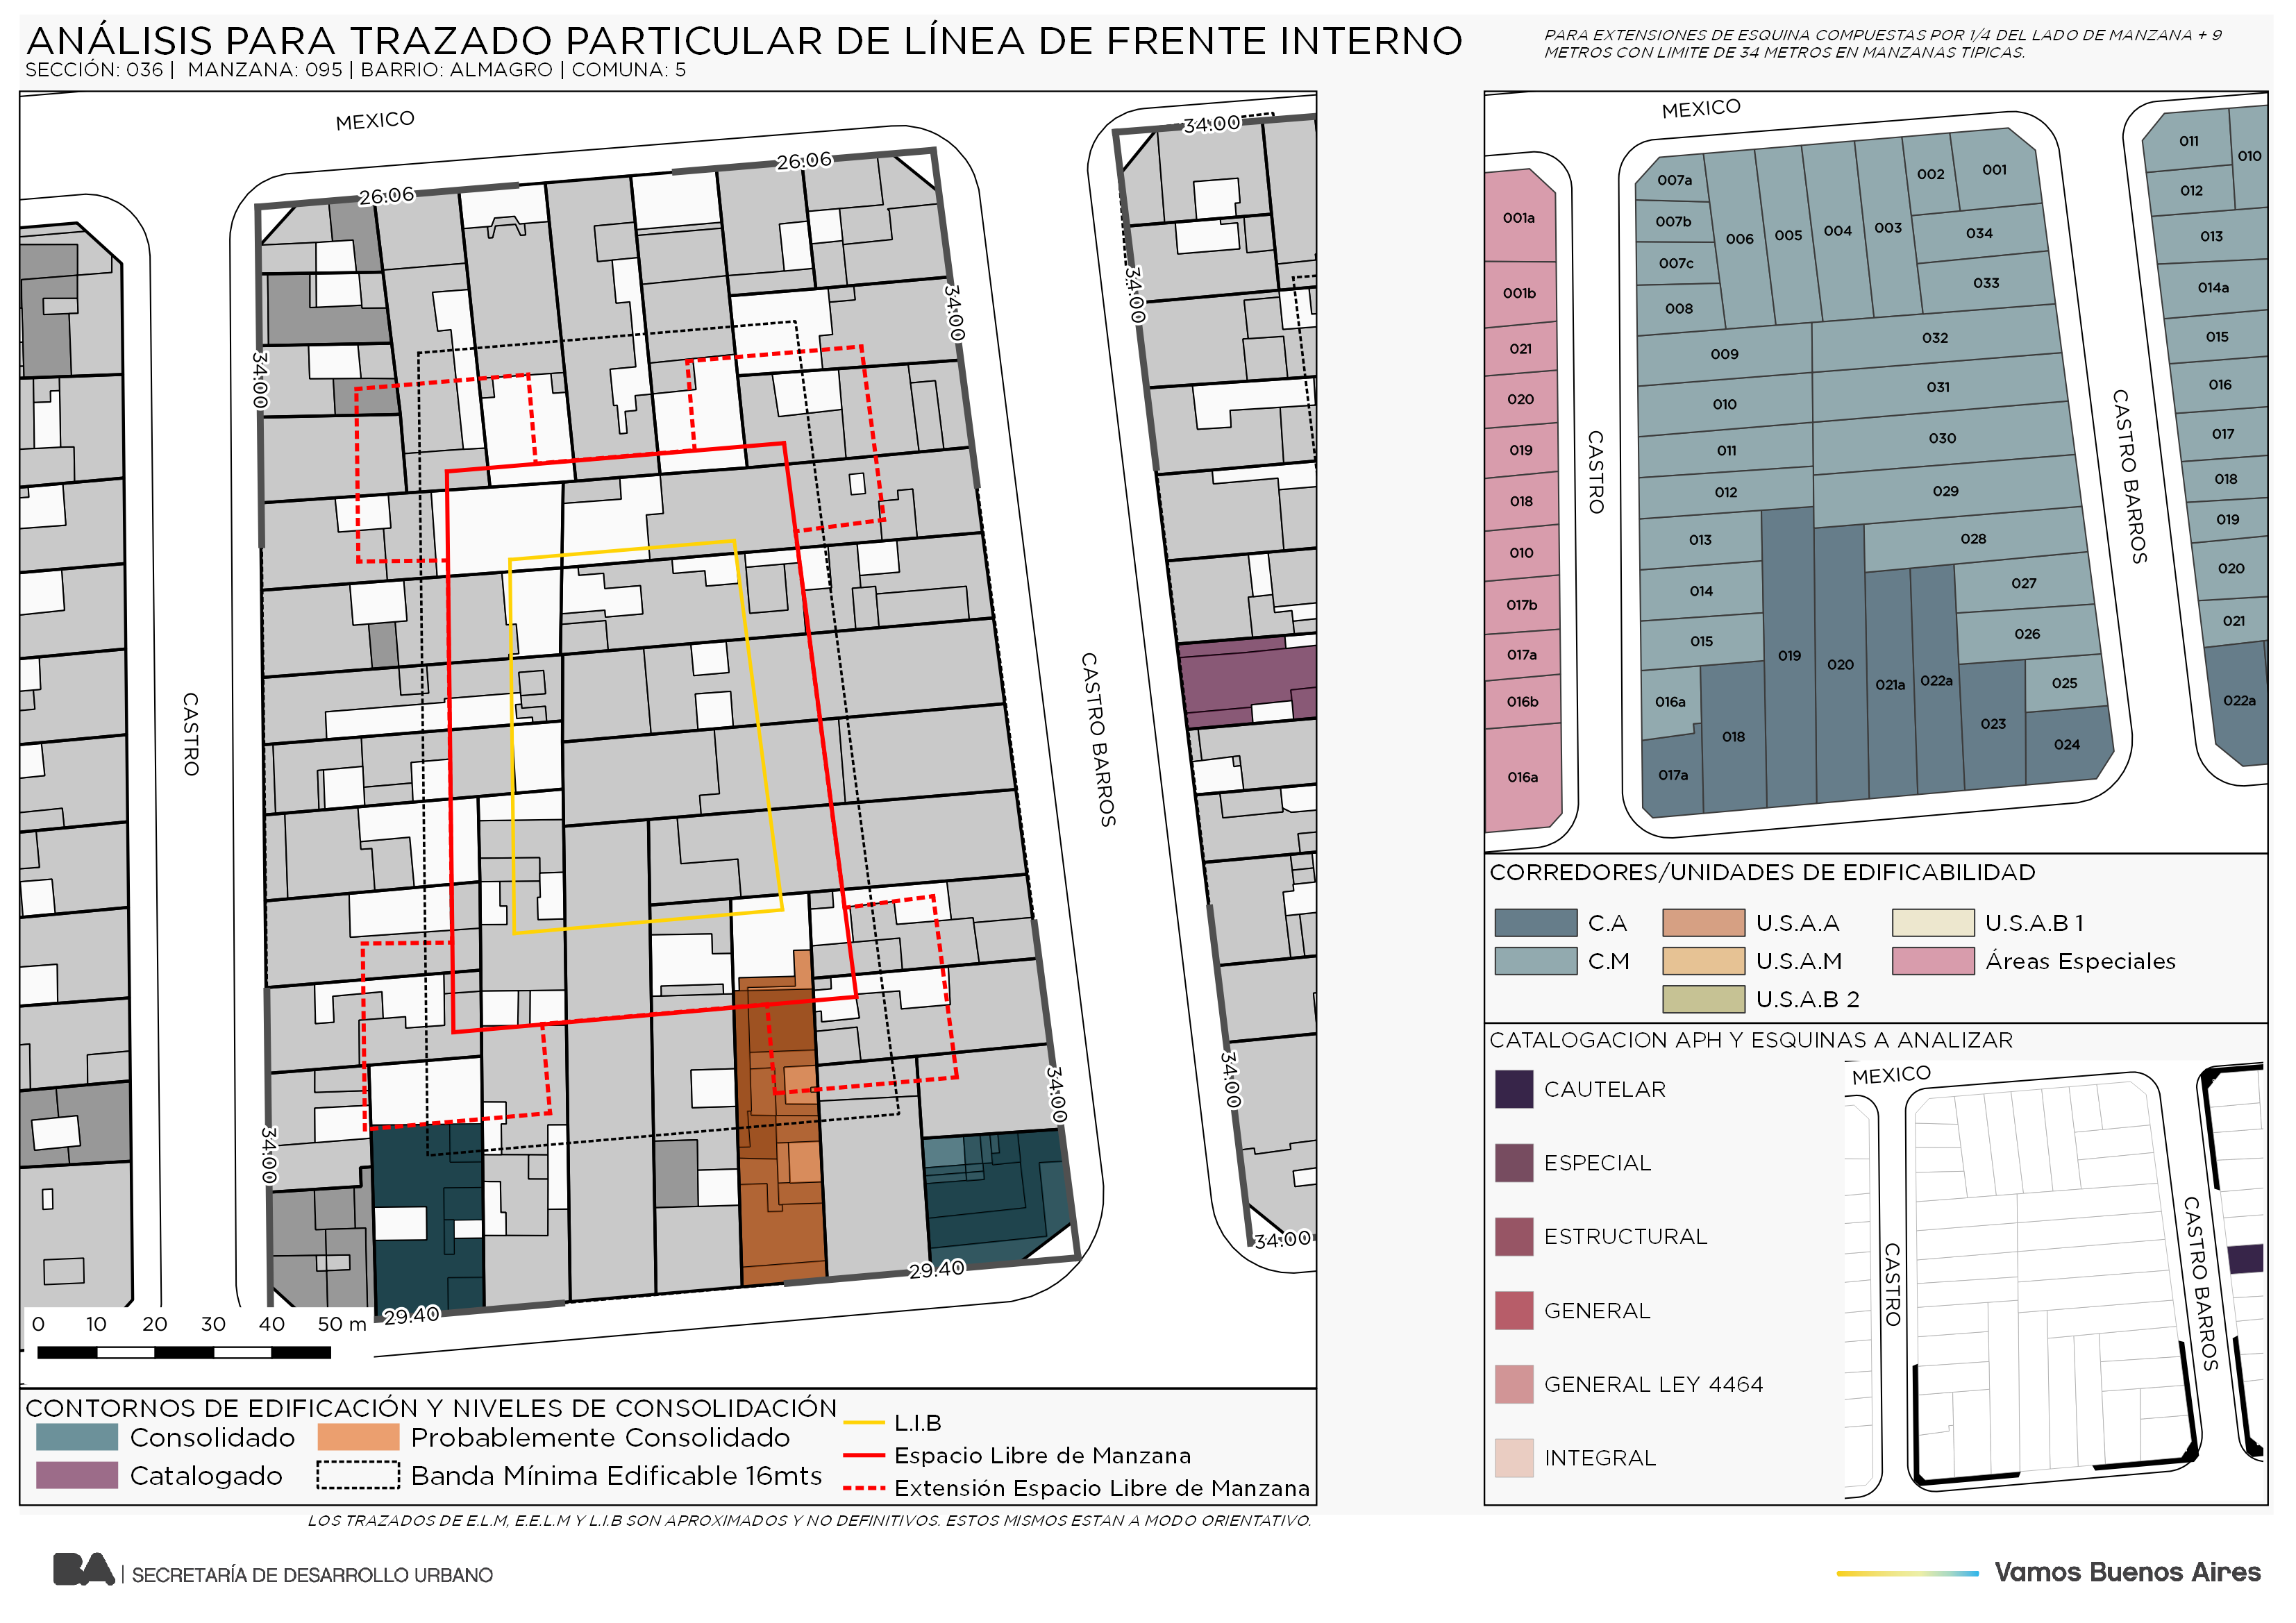 ANÁLISIS PARA TRAZADO PARTICULAR DE LÍNEA DE FRENTE INTERNO
SECCIÓN: 036 | MANZANA: 095 | BARRIO: ALMAGRO | COMUNA: 5
PARA EXTENSIONES DE ESQUINA COMPUESTAS POR 1/4 DEL LADO DE MANZANA + 9
METROS CON LIMITE DE 34 METROS EN MANZANAS TIPICAS.
MEXICO
26.06
26.06
34.00
34.00
34.00
34.00
CASTRO
CASTRO BARROS
34.00
34.00
34.00
34.00
29.40
29.40
0 10 20 30 40 50 m
CONTORNOS DE EDIFICACIÓN Y NIVELES DE CONSOLIDACIÓN
Consolidado
Probablemente Consolidado
Catalogado
Banda Mínima Edificable 16mts
L.I.B
Espacio Libre de Manzana
Extensión Espacio Libre de Manzana
LOS TRAZADOS DE E.L.M, E.E.L.M Y L.I.B SON APROXIMADOS Y NO DEFINITIVOS. ESTOS MISMOS ESTAN A MODO ORIENTATIVO.
MEXICO
CASTRO
CASTRO BARROS
001a
001b
021
020
019
018
010
017b
017a
016b
016a
007a
007b
007c
008
006
005
004
003
002
001
034
033
009
032
010
031
011
030
012
029
013
028
014
027
015
026
016a
025
017a
018
019
020
021a
022a
023
024
011
010
012
013
014a
015
016
017
018
019
020
021
022a
CORREDORES/UNIDADES DE EDIFICABILIDAD
C.A
U.S.A.A
U.S.A.B 1
C.M
U.S.A.M
Áreas Especiales
U.S.A.B 2
CATALOGACION APH Y ESQUINAS A ANALIZAR
CAUTELAR
ESPECIAL
ESTRUCTURAL
GENERAL
GENERAL LEY 4464
INTEGRAL
MEXICO
CASTRO
CASTRO BARROS
BA | SECRETARÍA DE DESARROLLO URBANO
Vamos Buenos Aires